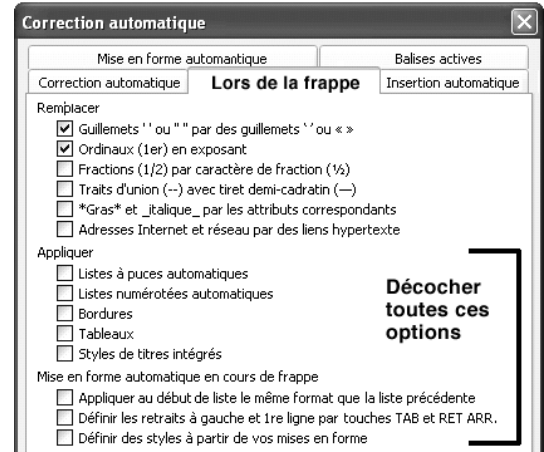 Correction automatique
Mise en forme automantique
Balises actives
Correction automatique
Lors de la frappe
Insertion automatique
Remplacer
Guillemets ' ' ou " " par des guillemets ‘ ’ ou « »
Ordinaux (1er) en exposant
Fractions (1/2) par caractère de fraction (½)
Traits d'union (--) avec tiret demi-cadratin (—)
*Gras* et _italique_ par les attributs correspondants
Adresses Internet et réseau par des liens hypertexte
Appliquer
Listes à puces automatiques
Listes numérotées automatiques
Bordures
Tableaux
Styles de titres intégrés
Décocher
toutes ces
options
Mise en forme automatique en cours de frappe
Appliquer au début de liste le même format que la liste précédente
Définir les retraits à gauche et 1re ligne par touches TAB et RET ARR.
Définir des styles à partir de vos mises en forme